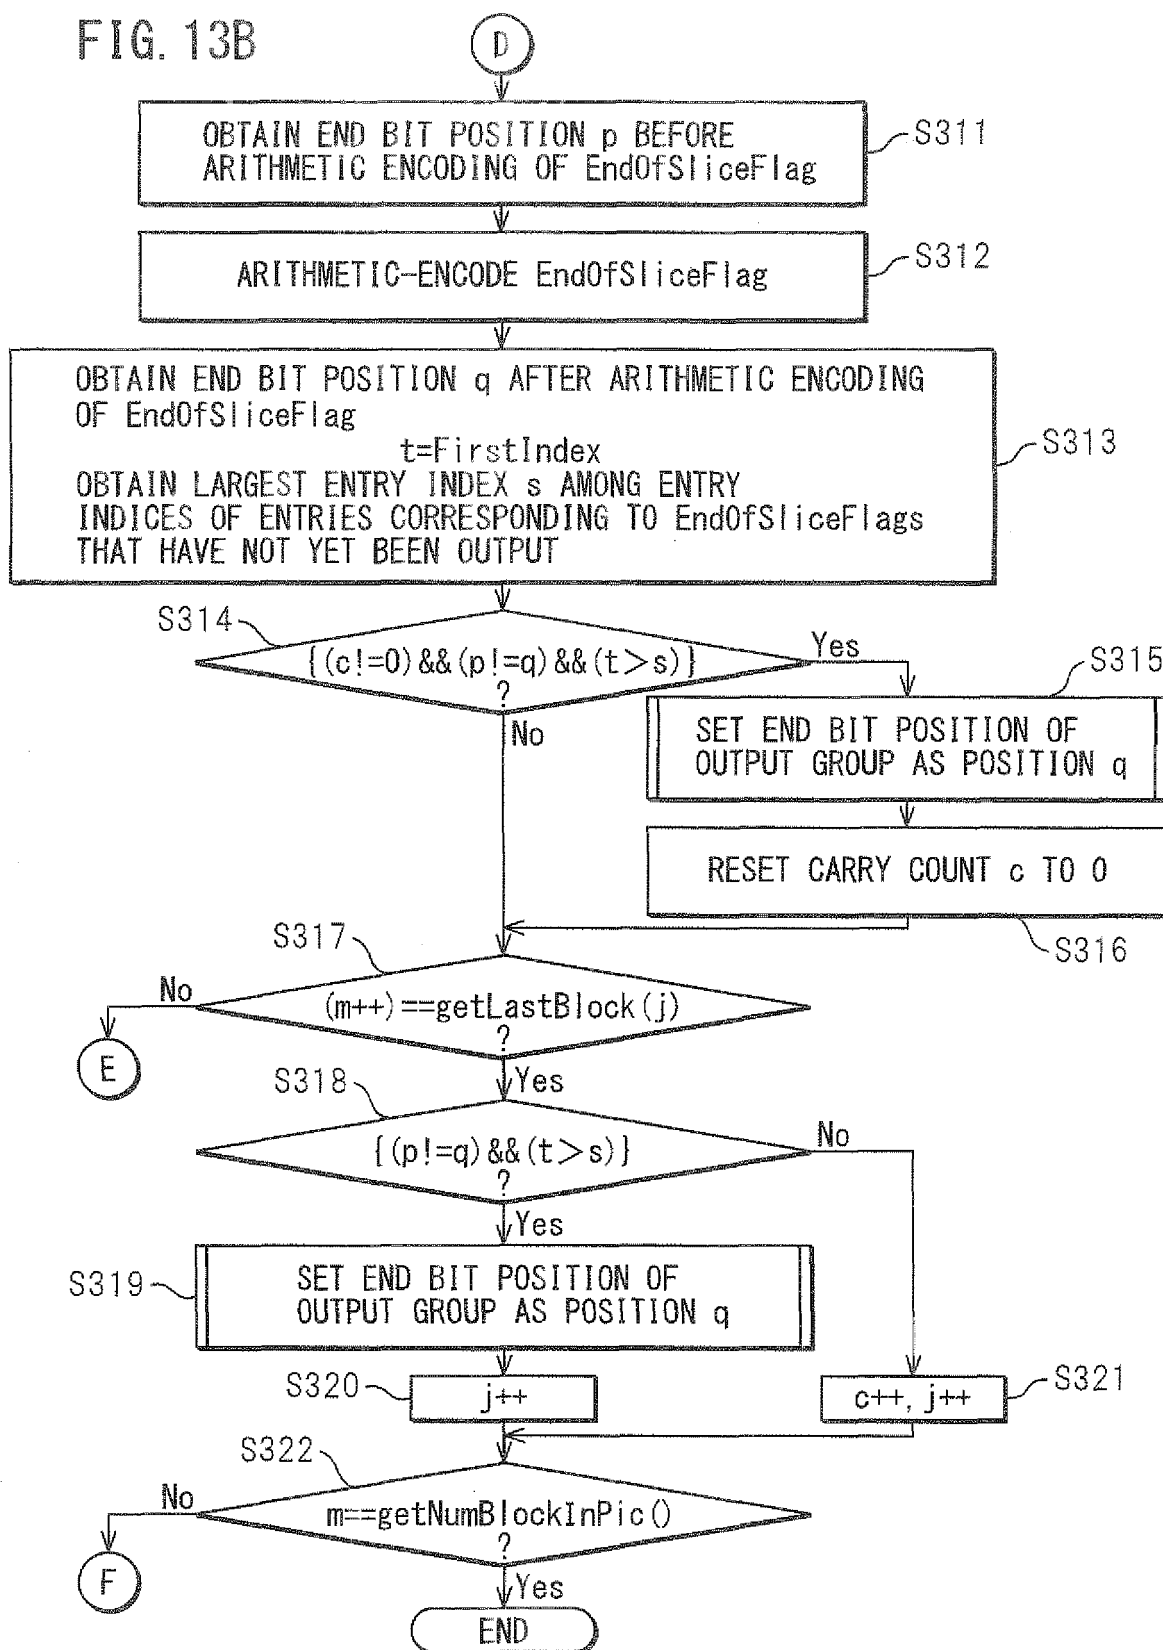 FIG. 13B
D
OBTAIN END BIT POSITION p BEFORE
ARITHMETIC ENCODING OF EndOfSliceFlag
S311
ARITHMETIC-ENCODE EndOfSliceFlag
S312
OBTAIN END BIT POSITION q AFTER ARITHMETIC ENCODING
OF EndOfSliceFlag
t=FirstIndex
OBTAIN LARGEST ENTRY INDEX s AMONG ENTRY
INDICES OF ENTRIES CORRESPONDING TO EndOfSliceFlags
THAT HAVE NOT YET BEEN OUTPUT
S313
S314
{(c!=0)&&(p!=q)&&(t>s)}
?
Yes
No
S315
SET END BIT POSITION OF
OUTPUT GROUP AS POSITION q
RESET CARRY COUNT c TO 0
S316
S317
(m++)==getLastBlock(j)
?
No
E
Yes
S318
{(p!=q)&&(t>s)}
?
No
Yes
S319
SET END BIT POSITION OF
OUTPUT GROUP AS POSITION q
S320
j++
c++, j++
S321
S322
m==getNumBlockInPic()
?
No
F
Yes
END